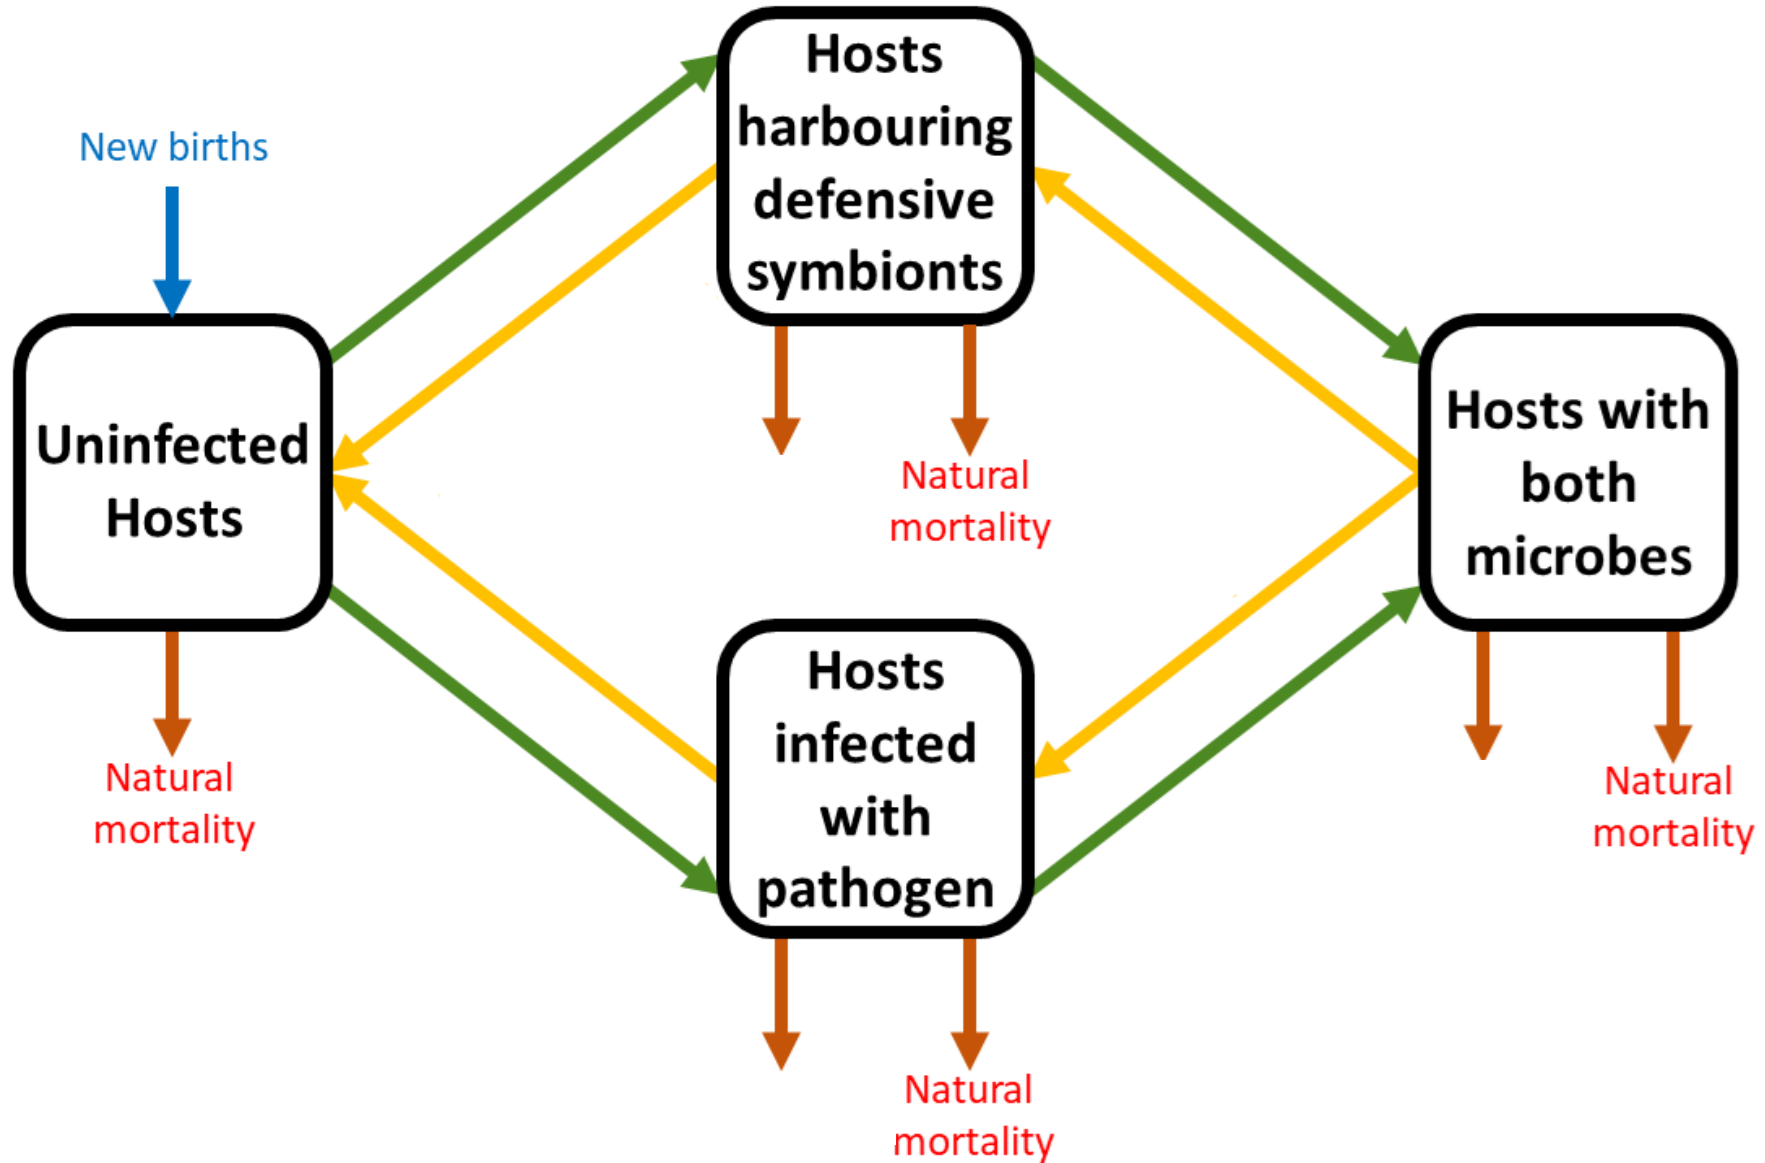 New births
Uninfected
Hosts
Natural
mortality
Hosts
harbouring
defensive
symbionts
Natural
mortality
Hosts
infected
with
pathogen
Natural
mortality
Hosts with
both
microbes
Natural
mortality